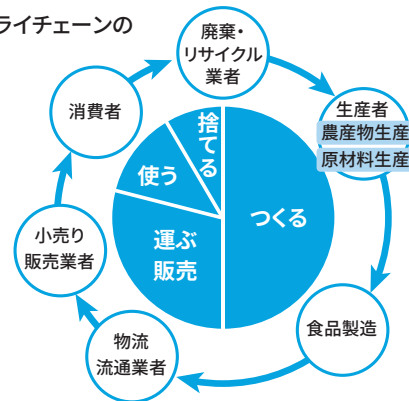 ライチェーンの
廃棄・
リサイクル
業者
生産者
農産物生産
原材料生産
食品製造
物流
流通業者
小売り
販売業者
消費者
つくる
運ぶ
販売
使う
捨てる